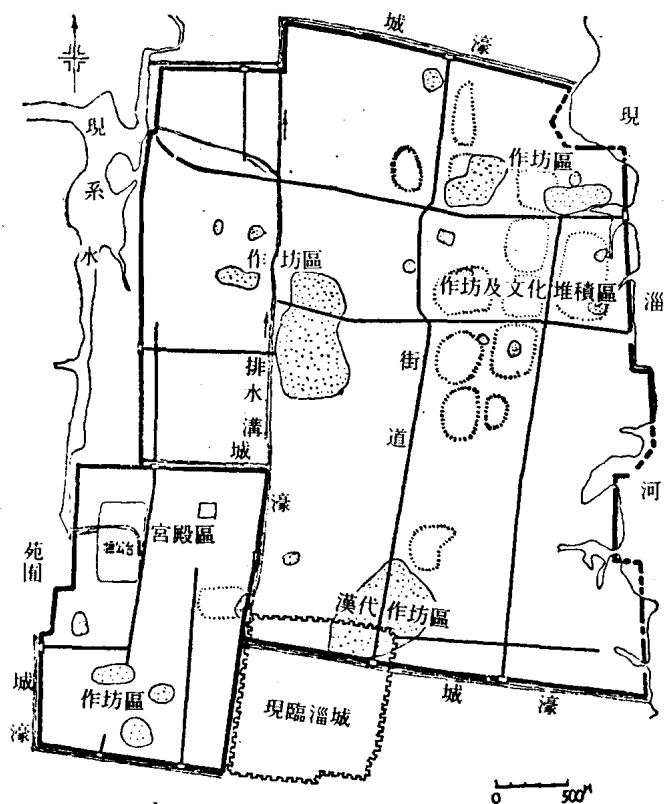 城濠
現系水
現淄河
作坊區
作坊區
作坊及文化堆積區
排水溝
街道
城濠
宮殿區
桓公台
苑囿
漢代作坊區
城濠
作坊區
城濠
現臨淄城
0 500M